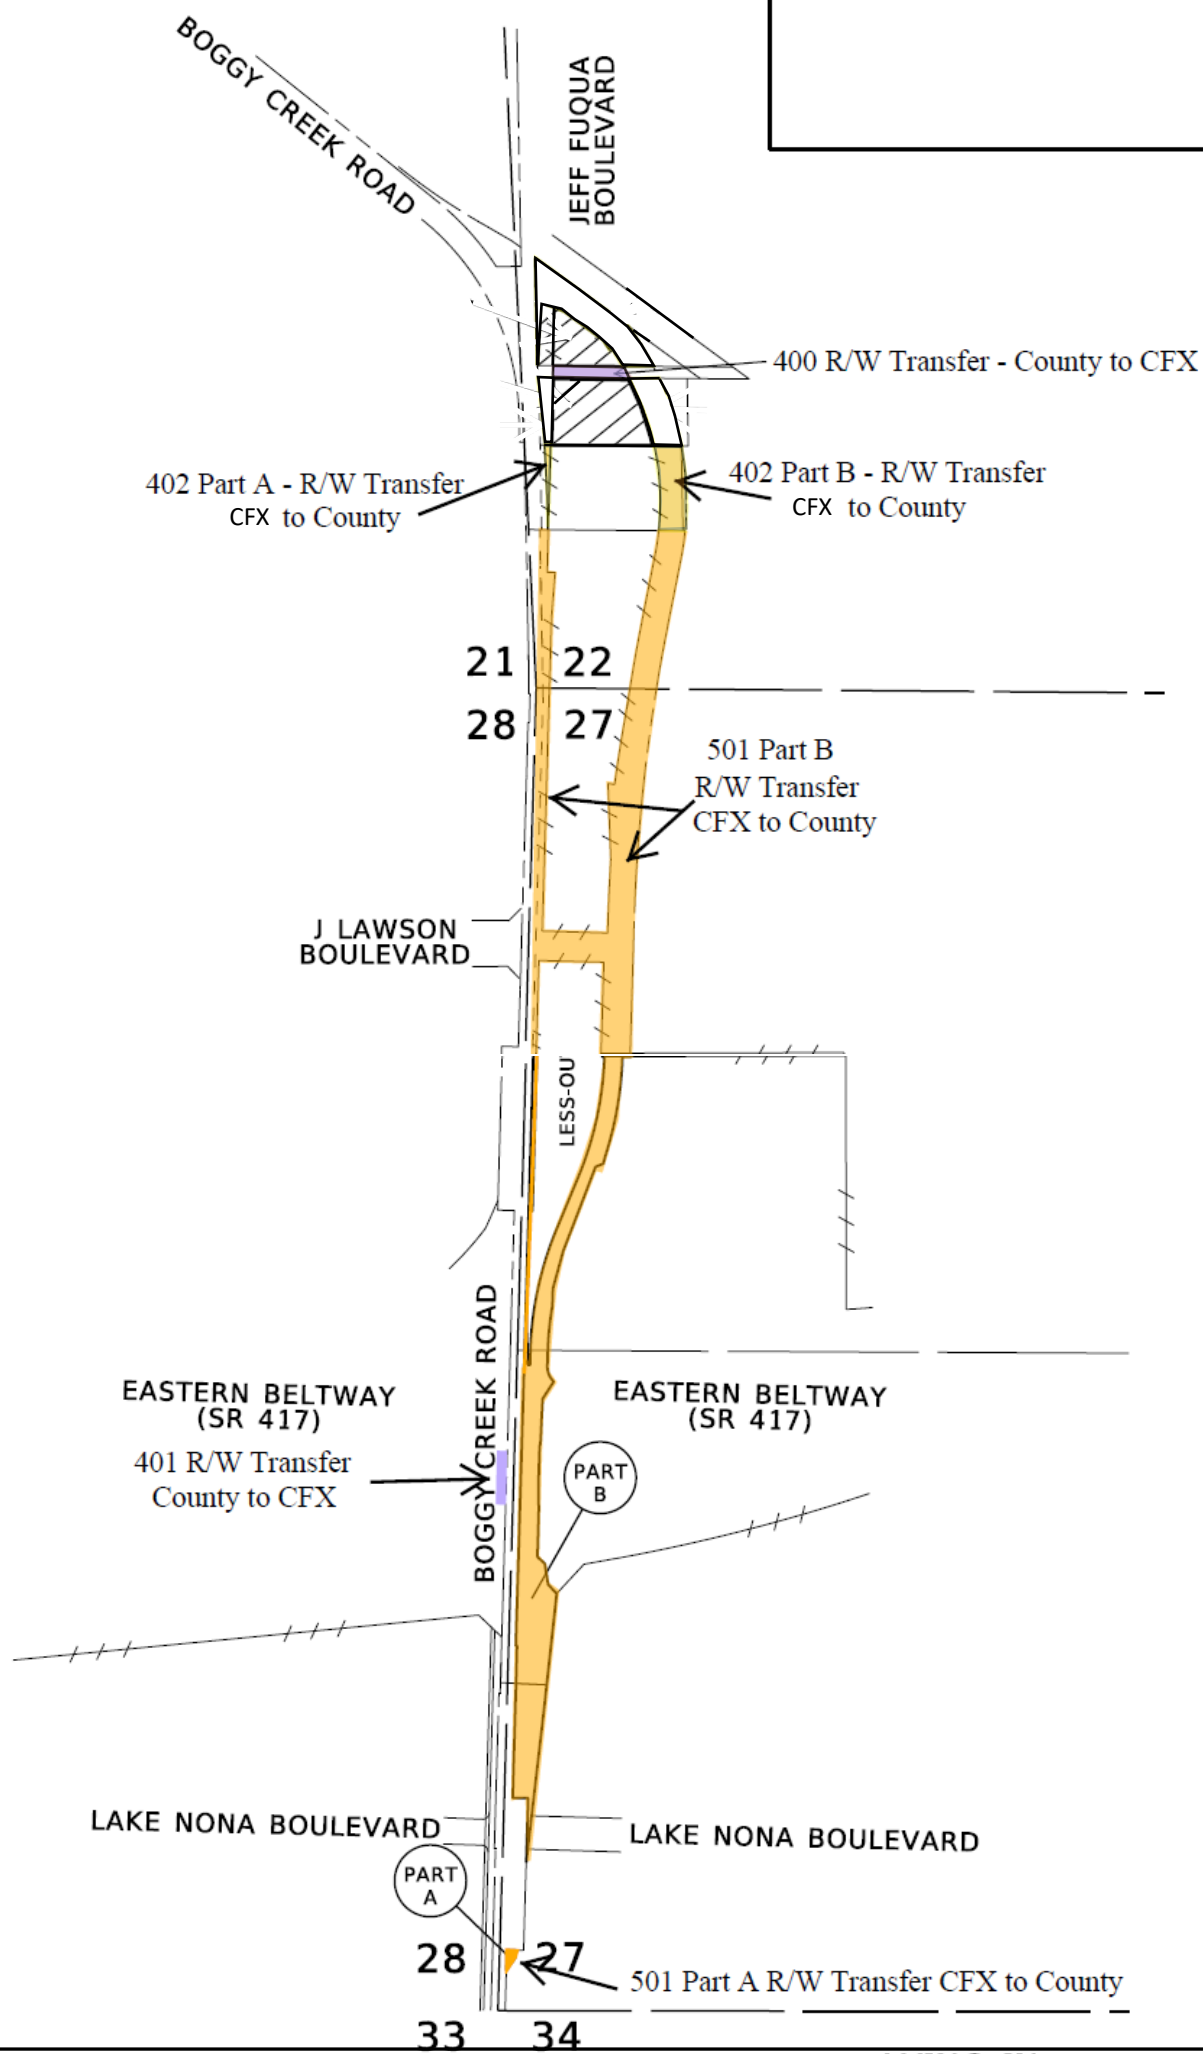 BOGGY CREEK ROAD
JEFF FUQUA
BOULEVARD
400 R/W Transfer - County to CFX
402 Part A - R/W Transfer
CFX to County
402 Part B - R/W Transfer
CFX to County
21 22
28 27
501 Part B
R/W Transfer
CFX to County
J LAWSON
BOULEVARD
LESS-OU
BOGGY CREEK ROAD
EASTERN BELTWAY
(SR 417)
EASTERN BELTWAY
(SR 417)
401 R/W Transfer
County to CFX
PART
B
LAKE NONA BOULEVARD
LAKE NONA BOULEVARD
PART
A
28 27
501 Part A R/W Transfer CFX to County
33 34